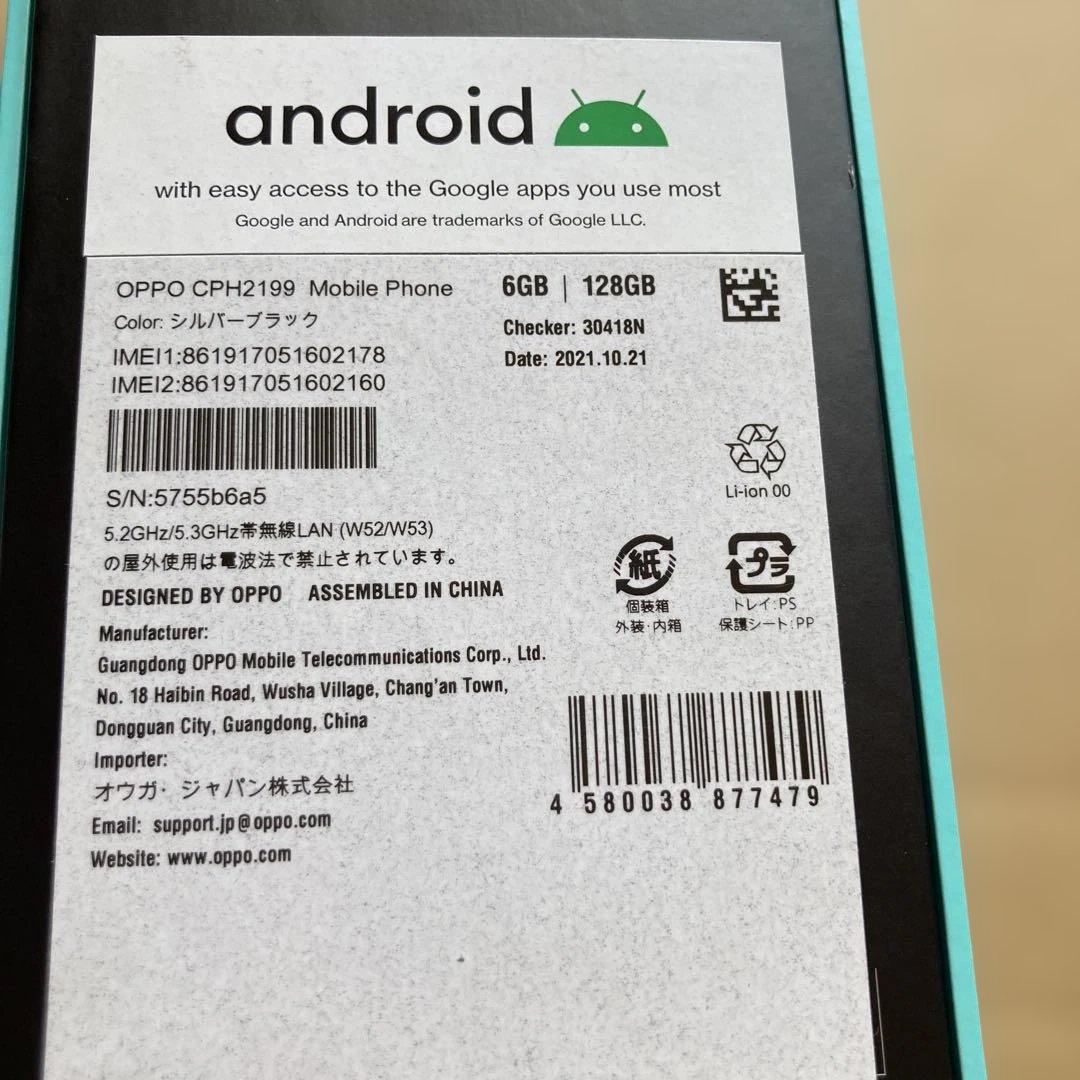 android
with easy access to the Google apps you use most
Google and Android are trademarks of Google LLC.
OPPO CPH2199 Mobile Phone
Color: シルバーブラック
IMEI1:861917051602178
IMEI2:861917051602160
6GB | 128GB
Checker: 30418N
Date: 2021.10.21
S/N:5755b6a5
5.2GHz/5.3GHz帯無線LAN (W52/W53)
の屋外使用は電波法で禁止されています。
DESIGNED BY OPPO ASSEMBLED IN CHINA
Manufacturer:
Guangdong OPPO Mobile Telecommunications Corp., Ltd.
No. 18 Haibin Road, Wusha Village, Chang'an Town,
Dongguan City, Guangdong, China
Importer:
オウガ・ジャパン株式会社
Email: support.jp@oppo.com
Website: www.oppo.com
Li-ion 00
紙
個装箱
外装・内箱
プラ
トレイ:PS
保護シート:PP
4 580038 877479